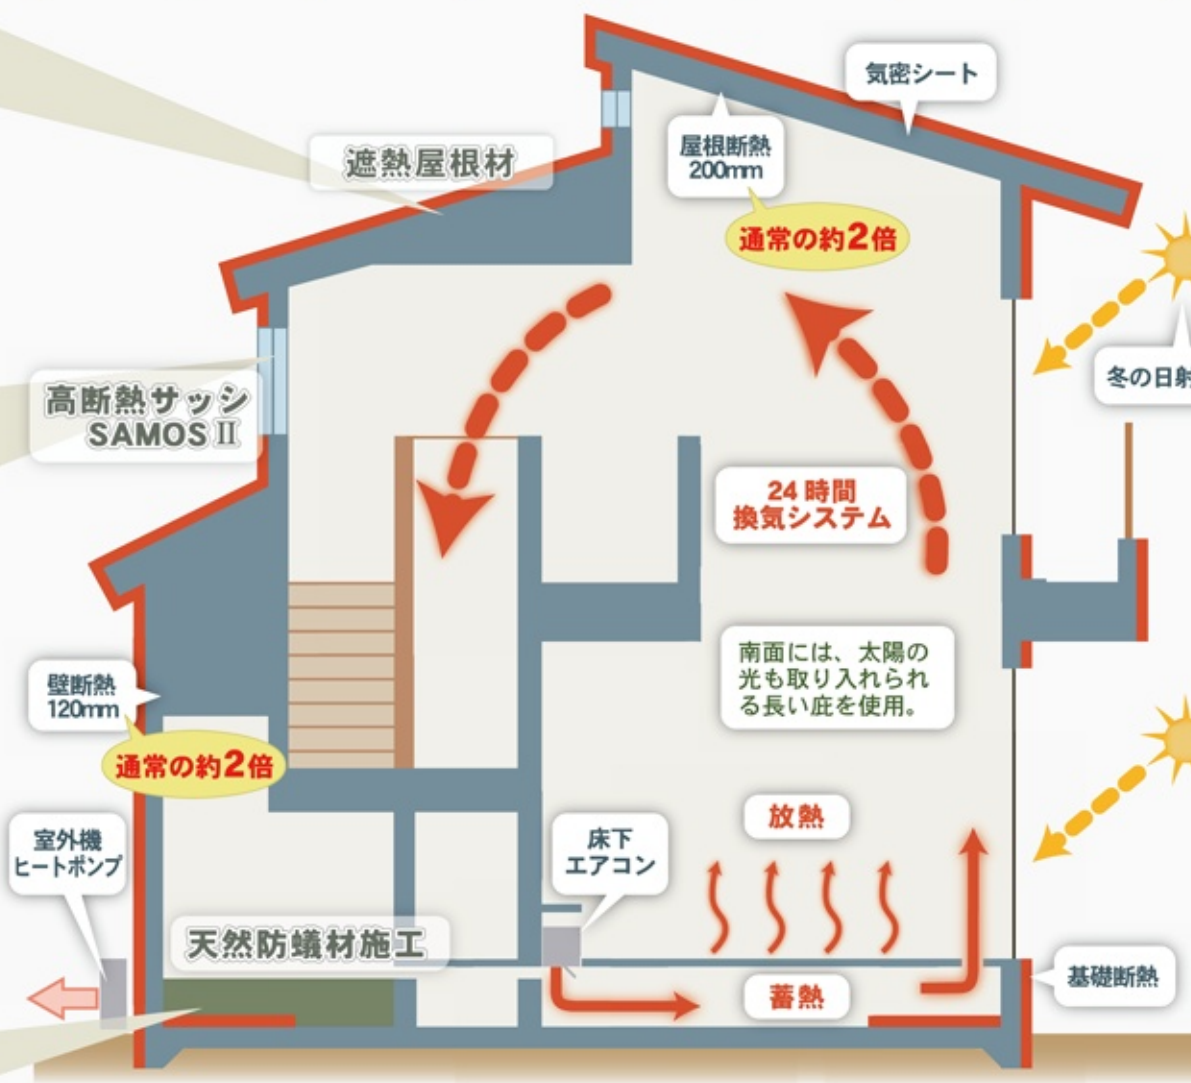 気密シート
屋根断熱
200mm
通常の約2倍
遮熱屋根材
冬の日射
高断熱サッシ
SAMOSⅡ
24時間
換気システム
南面には、太陽の
光も取り入れられ
る長い庇を使用。
壁断熱
120mm
通常の約2倍
室外機
ヒートポンプ
床下
エアコン
放熱
天然防蟻材施工
蓄熱
基礎断熱